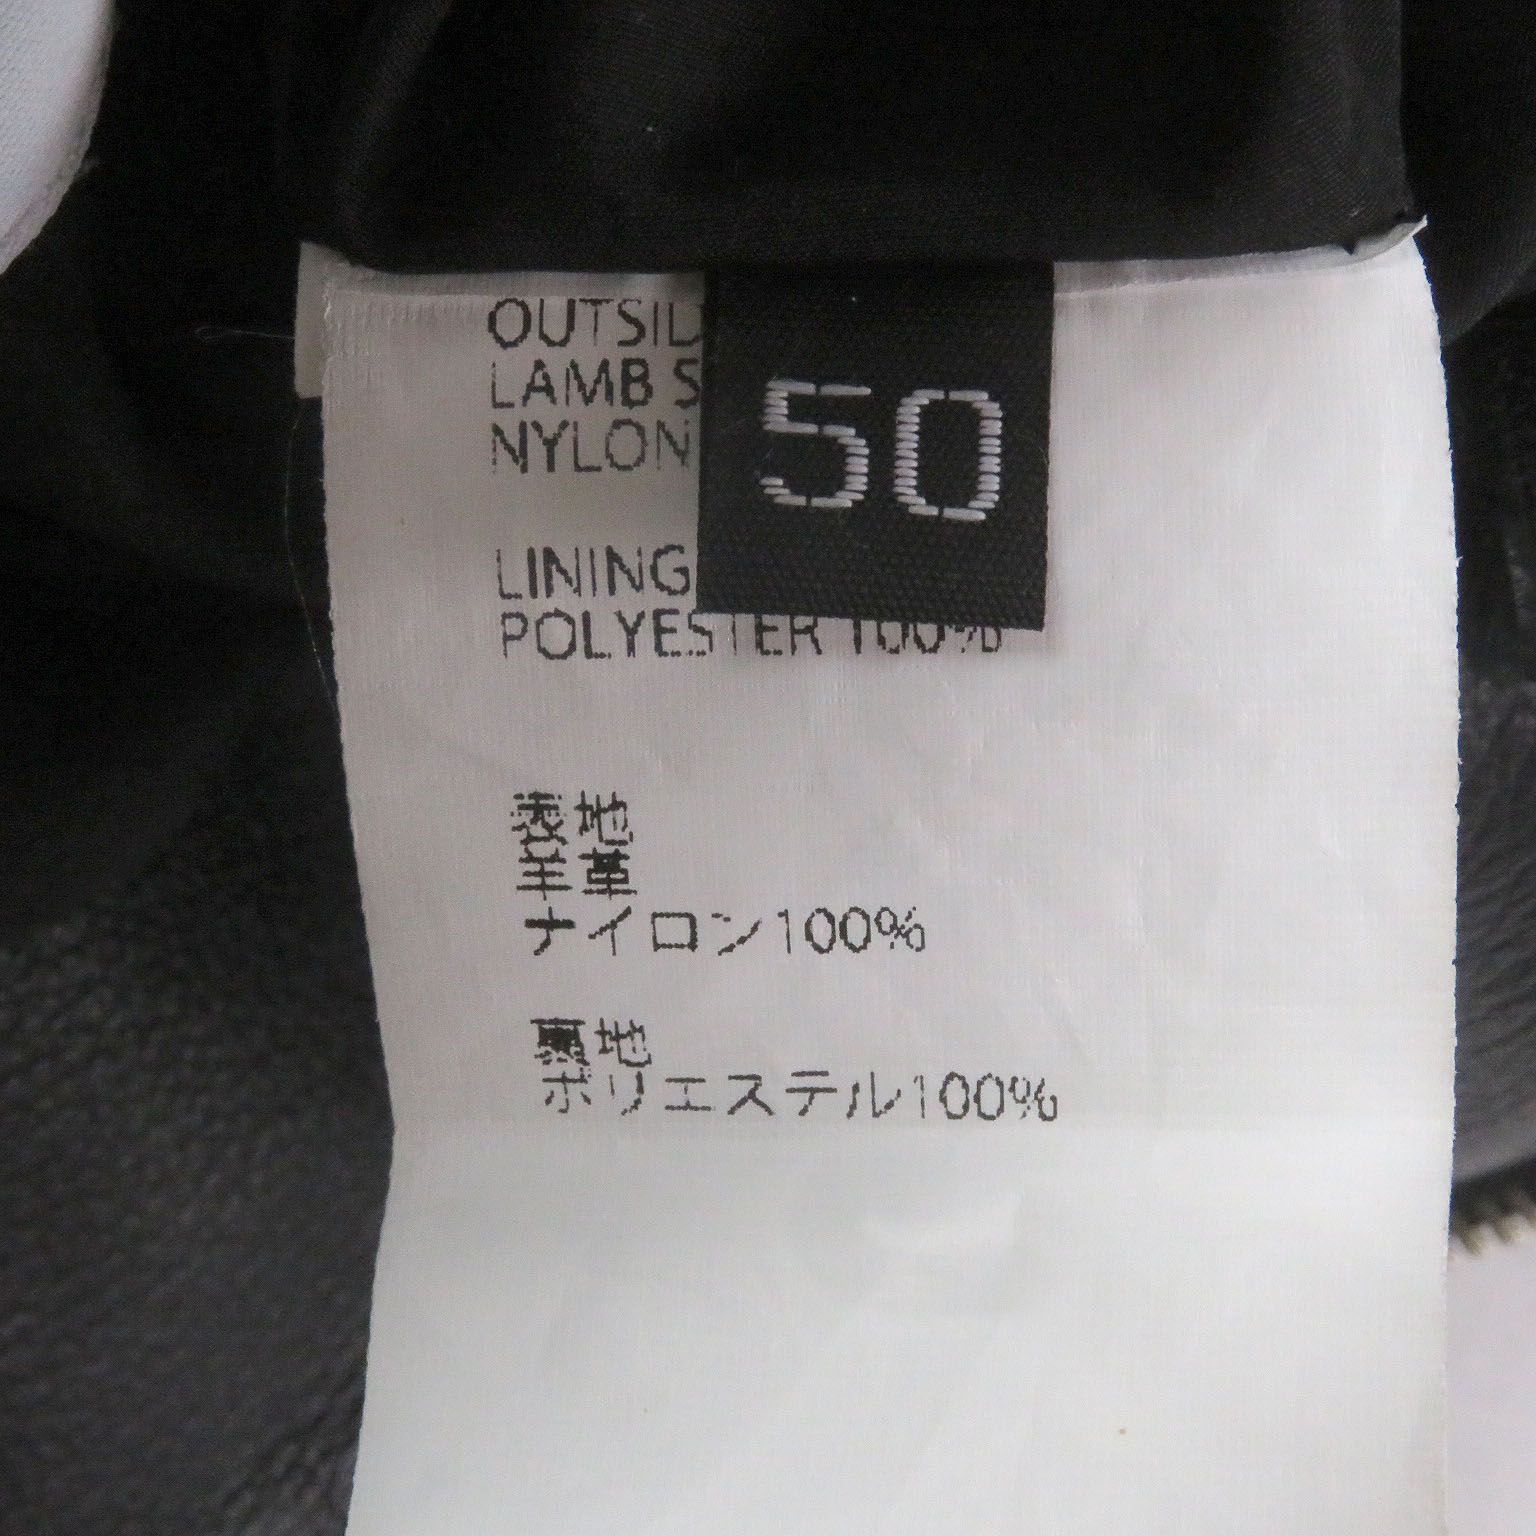 OUTSID
LAMB S
NYLON
50
LINING
POLYESTER 100%
表地
羊革
ナイロン100%
裏地
ポリエステル100%